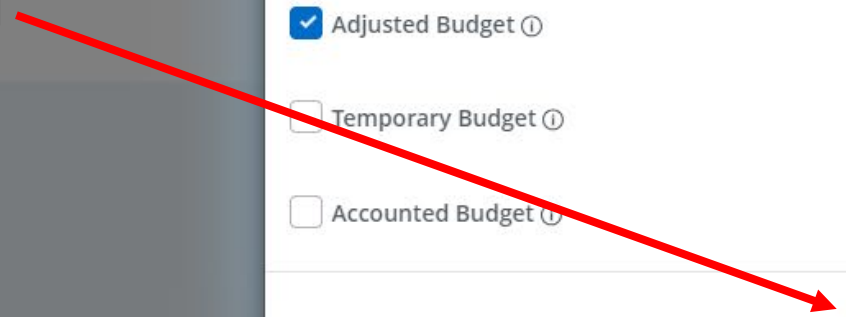 Adjusted Budget ⓘ
Temporary Budget ⓘ
Accounted Budget ⓘ